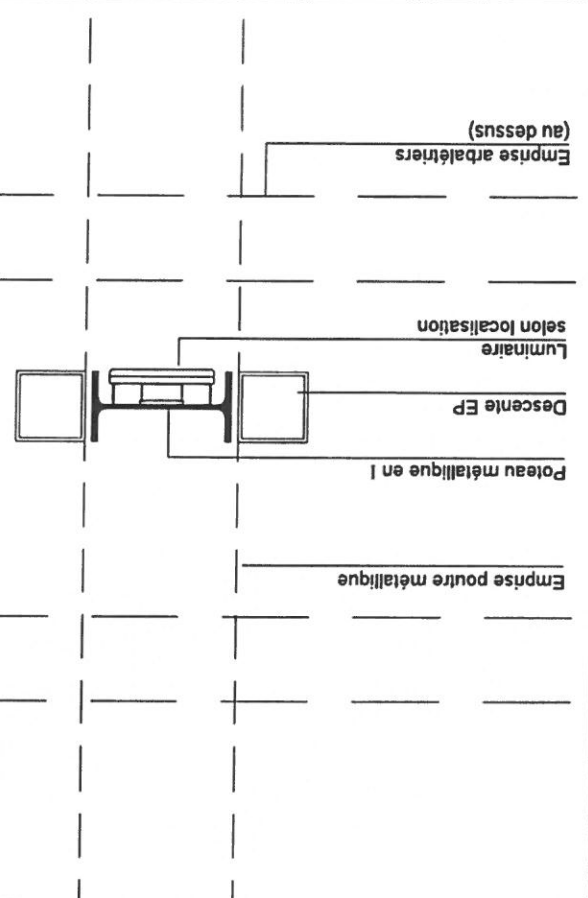 Emprise poutre métallique
Poteau métallique en I
Descente EP
Luminaire
selon localisation
Emprise arbalétriers
(au dessus)